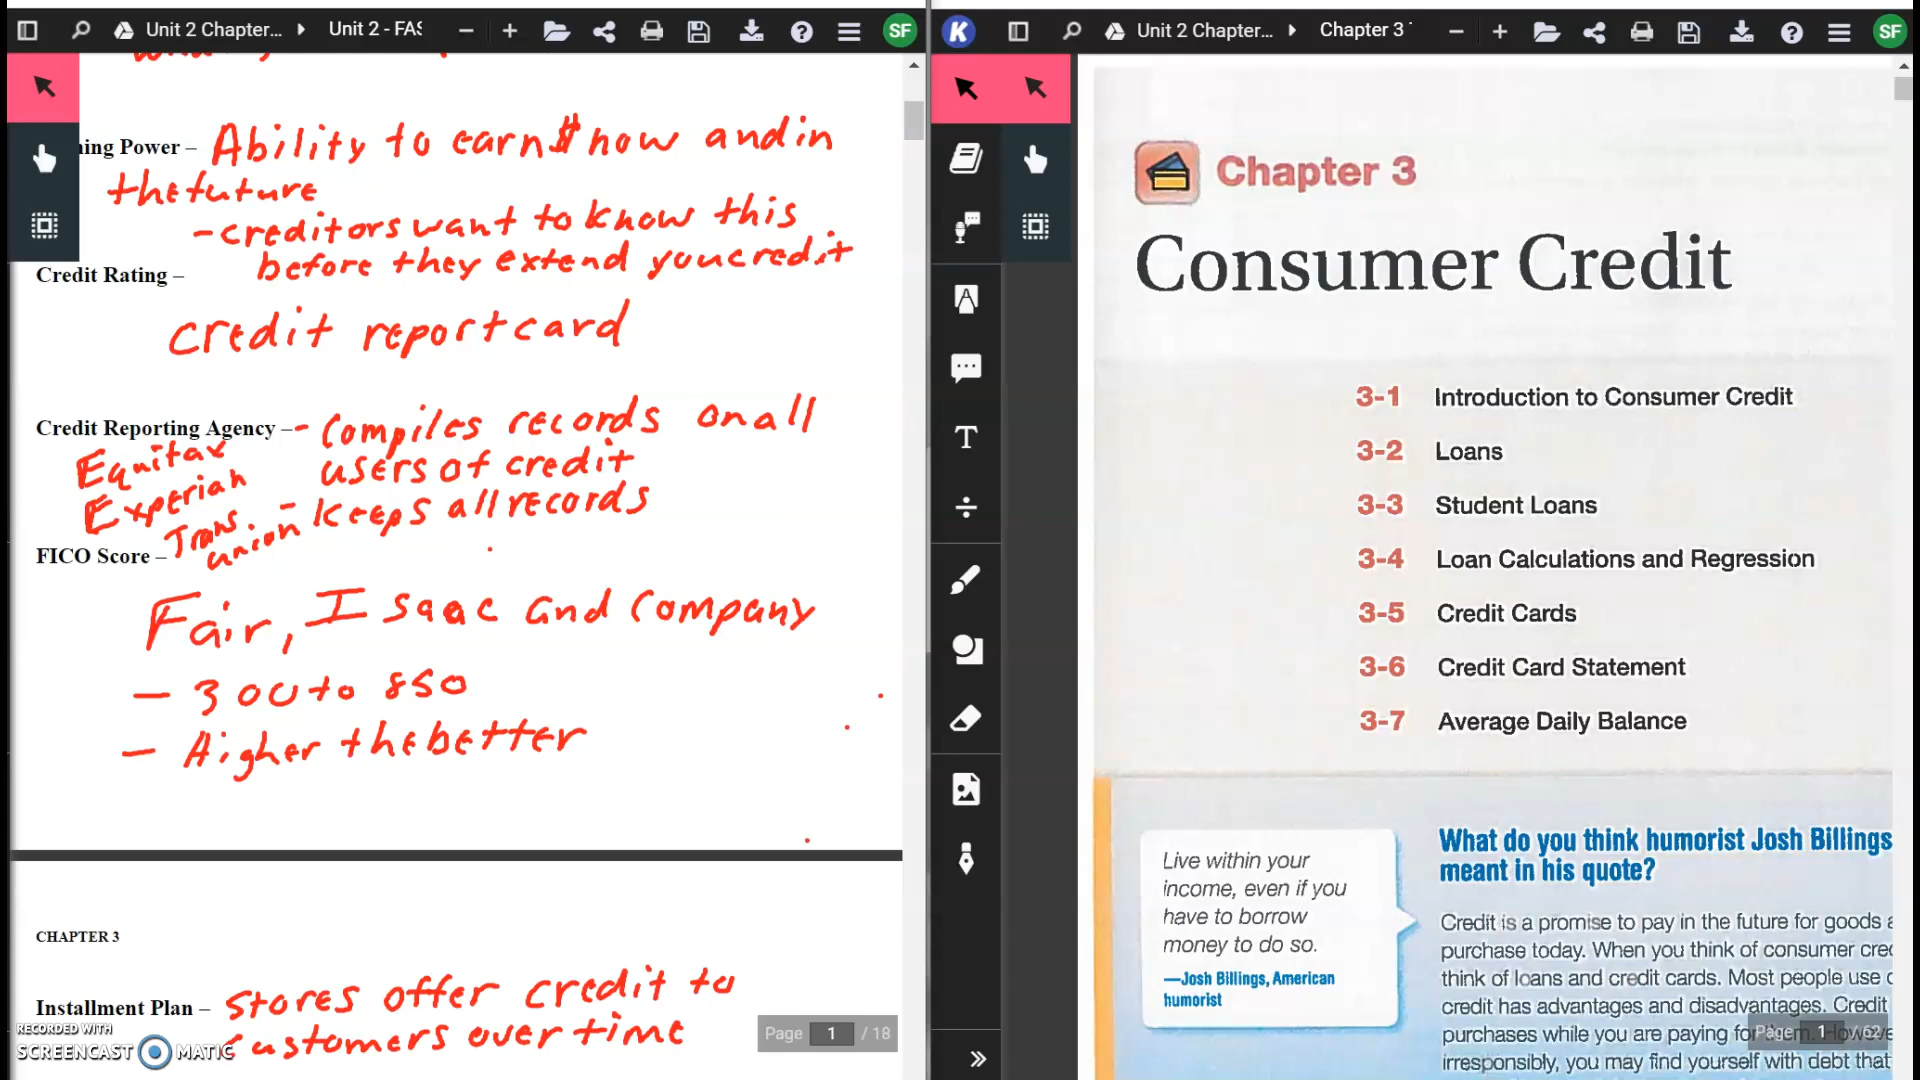 Unit 2 Chapter...
Unit 2 - FAS
SF
ning Power – Ability to earn $ now and in
the future
- creditors want to know this
before they extend you credit
Credit Rating –
credit report card
Credit Reporting Agency – - Compiles records on all
users of credit
- keeps all records
Equifax
Experian
Trans
union
FICO Score –
Fair, Isaac and Company
— 300 to 850
— Higher the better
CHAPTER 3
Installment Plan – stores offer credit to
customers over time
RECORDED WITH
SCREENCAST MATIC
Page 1 / 18
K
Unit 2 Chapter...
Chapter 3
SF
Chapter 3
Consumer Credit
3-1 Introduction to Consumer Credit
3-2 Loans
3-3 Student Loans
3-4 Loan Calculations and Regression
3-5 Credit Cards
3-6 Credit Card Statement
3-7 Average Daily Balance
Live within your
income, even if you
have to borrow
money to do so.
—Josh Billings, American
humorist
What do you think humorist Josh Billings
meant in his quote?
Credit is a promise to pay in the future for goods a
purchase today. When you think of consumer cre
think of loans and credit cards. Most people use c
credit has advantages and disadvantages. Credit
purchases while you are paying for them. Howeve
irresponsibly, you may find yourself with debt that
Page 1 / 62